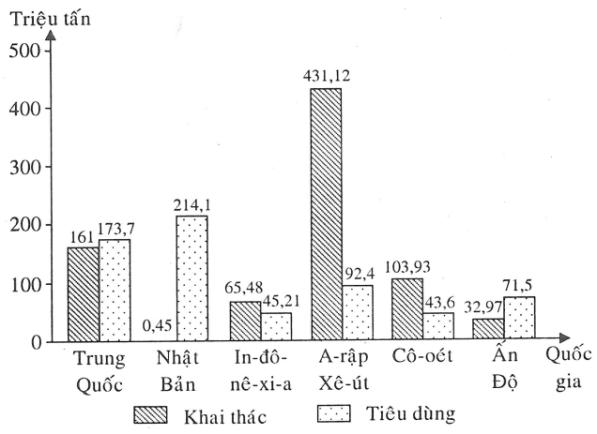 Triệu tấn
500
400
300
200
100
0
161
173,7
0,45
214,1
65,48
45,21
431,12
92,4
103,93
43,6
32,97
71,5
Trung Quốc
Nhật Bản
In-đô-nê-xi-a
A-rập Xê-út
Cô-oét
Ấn Độ
Quốc gia
Khai thác
Tiêu dùng